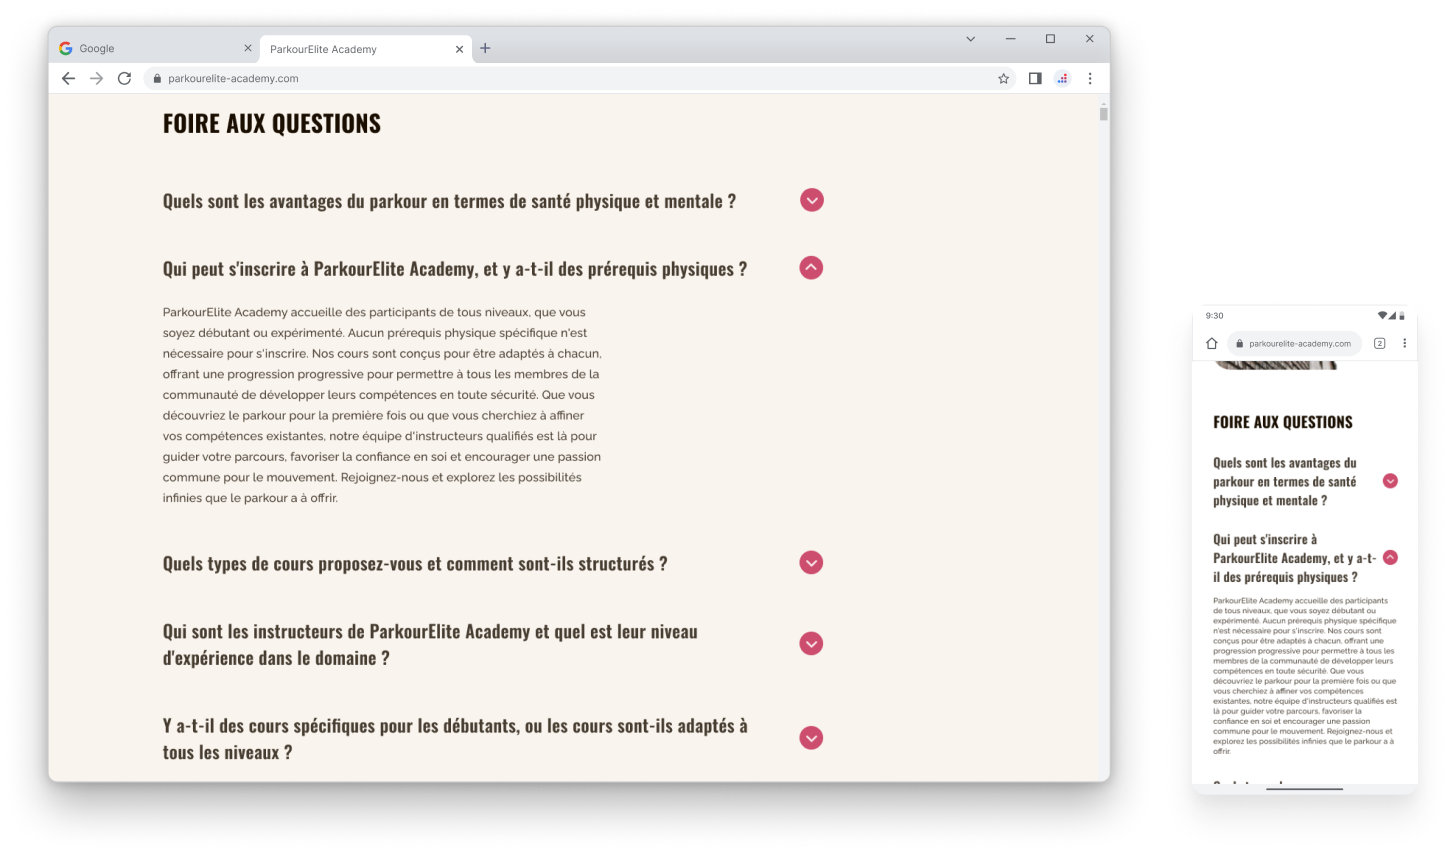 Google
ParkourElite Academy
parkourelite-academy.com
FOIRE AUX QUESTIONS
Quels sont les avantages du parkour en termes de santé physique et mentale ?
Qui peut s'inscrire à ParkourElite Academy, et y a-t-il des prérequis physiques ?
ParkourElite Academy accueille des participants de tous niveaux, que vous
soyez débutant ou expérimenté. Aucun prérequis physique spécifique n'est
nécessaire pour s'inscrire. Nos cours sont conçus pour être adaptés à chacun,
offrant une progression progressive pour permettre à tous les membres de la
communauté de développer leurs compétences en toute sécurité. Que vous
découvriez le parkour pour la première fois ou que vous cherchiez à affiner
vos compétences existantes, notre équipe d'instructeurs qualifiés est là pour
guider votre parcours, favoriser la confiance en soi et encourager une passion
commune pour le mouvement. Rejoignez-nous et explorez les possibilités
infinies que le parkour a à offrir.
Quels types de cours proposez-vous et comment sont-ils structurés ?
Qui sont les instructeurs de ParkourElite Academy et quel est leur niveau
d'expérience dans le domaine ?
Y a-t-il des cours spécifiques pour les débutants, ou les cours sont-ils adaptés à
tous les niveaux ?
9:30
parkourelite-academy.com
2
FOIRE AUX QUESTIONS
Quels sont les avantages du
parkour en termes de santé
physique et mentale ?
Qui peut s'inscrire à
ParkourElite Academy, et y a-t-
il des prérequis physiques ?
ParkourElite Academy accueille des participants
de tous niveaux, que vous soyez débutant ou
expérimenté. Aucun prérequis physique spécifique
n'est nécessaire pour s'inscrire. Nos cours sont
conçus pour être adaptés à chacun, offrant une
progression progressive pour permettre à tous les
membres de la communauté de développer leurs
compétences en toute sécurité. Que vous
découvriez le parkour pour la première fois ou que
vous cherchiez à affiner vos compétences
existantes, notre équipe d'instructeurs qualifiés est
là pour guider votre parcours, favoriser la
confiance en soi et encourager une passion
commune pour le mouvement. Rejoignez-nous et
explorez les possibilités infinies que le parkour a à
offrir.